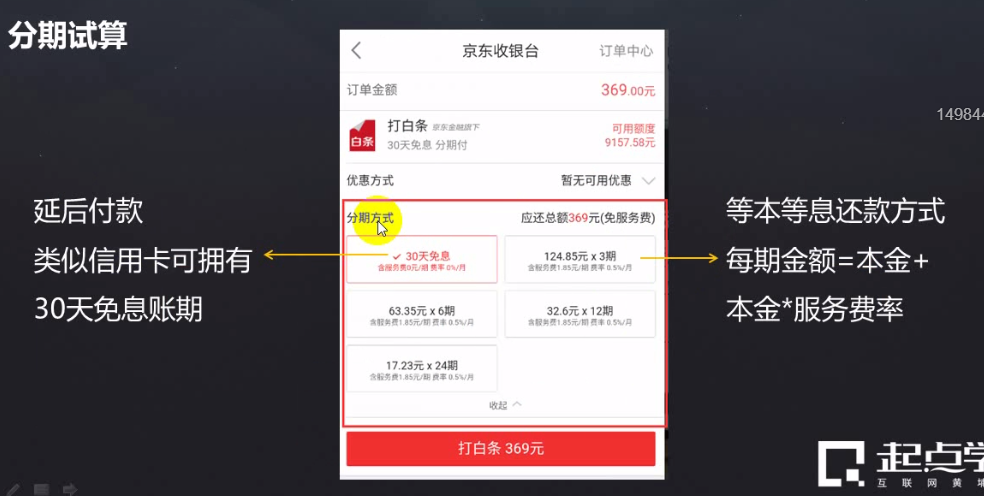 分期试算
京东收银台
订单中心
订单金额
369.00元
白条
打白条 京东金融旗下
30天免息 分期付
可用额度
9157.58元
优惠方式
暂无可用优惠
分期方式
应还总额369元(免服务费)
30天免息
含服务费0元/期 费率 0%/月
124.85元 x 3期
含服务费1.85元/期 费率 0.5%/月
63.35元 x 6期
含服务费1.85元/期 费率 0.5%/月
32.6元 x 12期
含服务费1.85元/期 费率 0.5%/月
17.23元 x 24期
含服务费1.85元/期 费率 0.5%/月
收起
打白条 369元
延后付款
类似信用卡可拥有
30天免息账期
等本等息还款方式
每期金额=本金+
本金*服务费率
14984
起点学
互联网黄埔